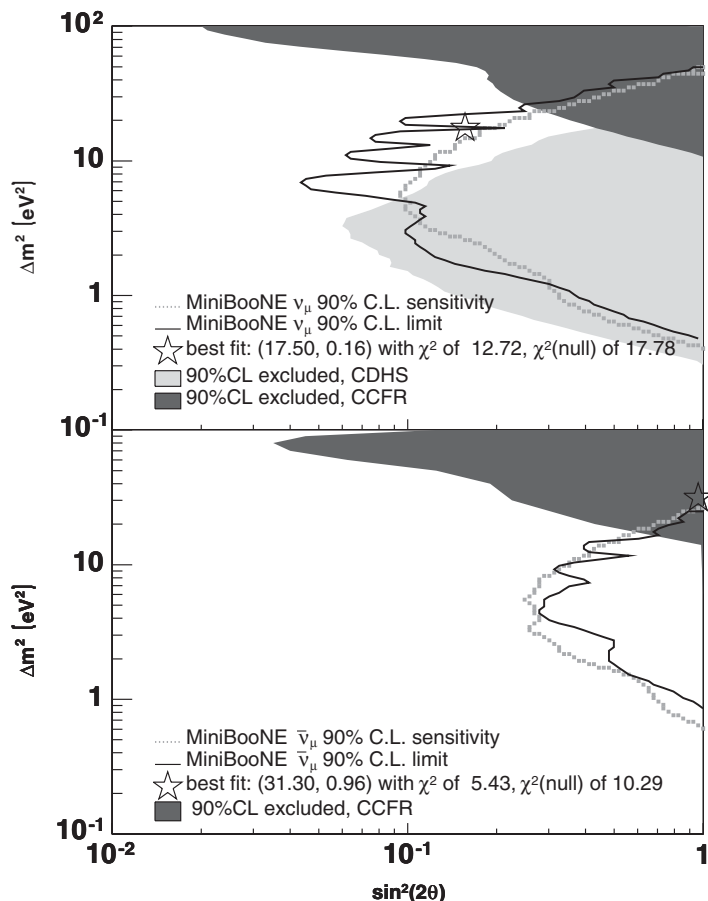 10²
10
1
10⁻¹
Δm² [eV²]
MiniBooNE νμ 90% C.L. sensitivity
MiniBooNE νμ 90% C.L. limit
best fit: (17.50, 0.16) with χ² of 12.72, χ²(null) of 17.78
90%CL excluded, CDHS
90%CL excluded, CCFR
10
1
10⁻¹
Δm² [eV²]
MiniBooNE ν̄μ 90% C.L. sensitivity
MiniBooNE ν̄μ 90% C.L. limit
best fit: (31.30, 0.96) with χ² of 5.43, χ²(null) of 10.29
90%CL excluded, CCFR
10⁻² 10⁻¹ 1
sin²(2θ)